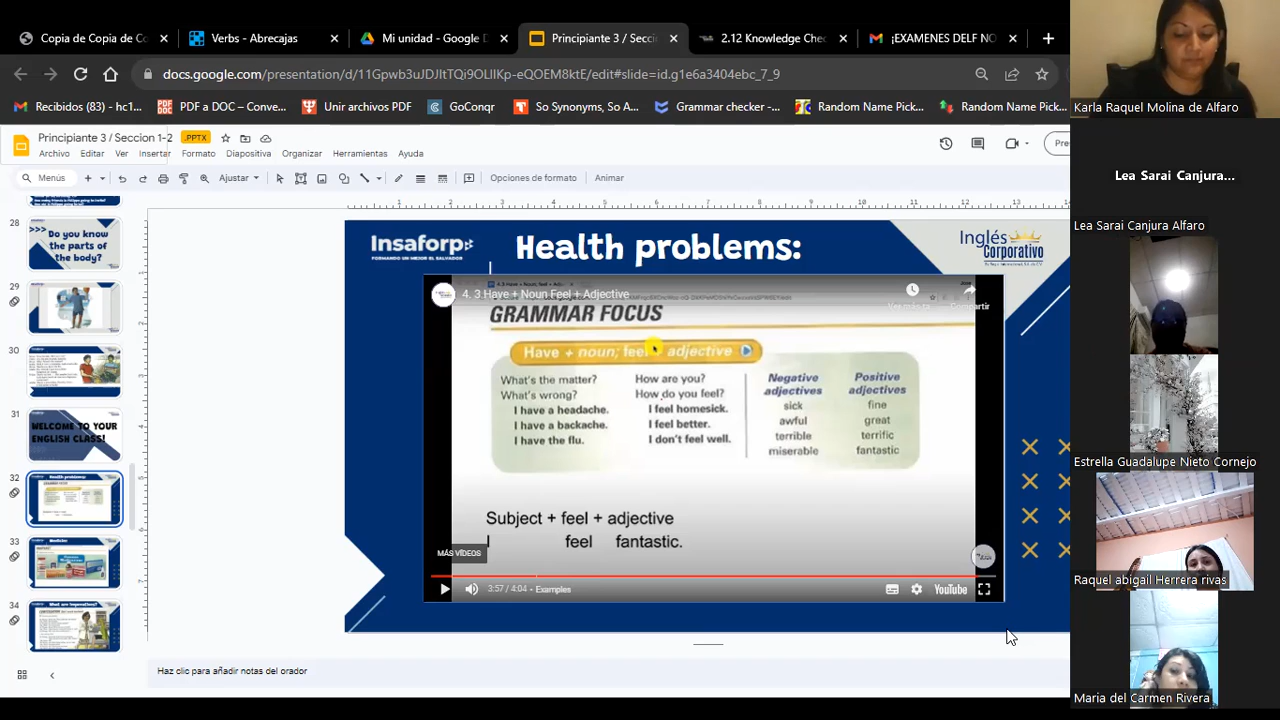 Copia de Copia de C
Verbs - Abrecajas
Mi unidad - Google D
Principiante 3 / Secci
2.12 Knowledge Che
¡EXAMENES DELF NO
docs.google.com/presentation/d/11Gpwb3uJDJItTQi9OLIlKp-eQOEM8ktE/edit#slide=id.g1e6a3404ebc_7_9
Recibidos (83) - hc1...
PDF a DOC – Conve...
Unir archivos PDF
GoConqr
So Synonyms, So A...
Grammar checker -...
Random Name Pick...
Random Name Pick...
Principiante 3 / Seccion 1-2
.PPTX
Archivo Editar Ver Insertar Formato Diapositiva Organizar Herramientas Ayuda
Menús
Ajustar
Opciones de formato
Animar
28
>>> Do you know
the parts of
the body?
29
30
31
WELCOME TO YOUR
ENGLISH CLASS!
32
Health problems:
33
34
Insaforp
FORMANDO UN MEJOR EL SALVADOR
Health problems:
Inglés
Corporativo
4. 3 Have + Noun Feel + Adjective
Compartir
GRAMMAR FOCUS
Have + noun; feel + adjective
What's the matter?
What's wrong?
I have a headache.
I have a backache.
I have the flu.
How are you?
How do you feel?
I feel homesick.
I feel better.
I don't feel well.
Negative
adjectives
sick
awful
terrible
miserable
Positive
adjectives
fine
great
terrific
fantastic
Subject + feel + adjective
I feel fantastic.
MÁS VÍDEOS
3:57 / 4:04 • Examples
YouTube
Haz clic para añadir notas del orador
Karla Raquel Molina de Alfaro
Lea Sarai Canjura...
Lea Sarai Canjura Alfaro
Estrella Guadalupe Nieto Cornejo
Raquel abigail Herrera rivas
Maria del Carmen Rivera